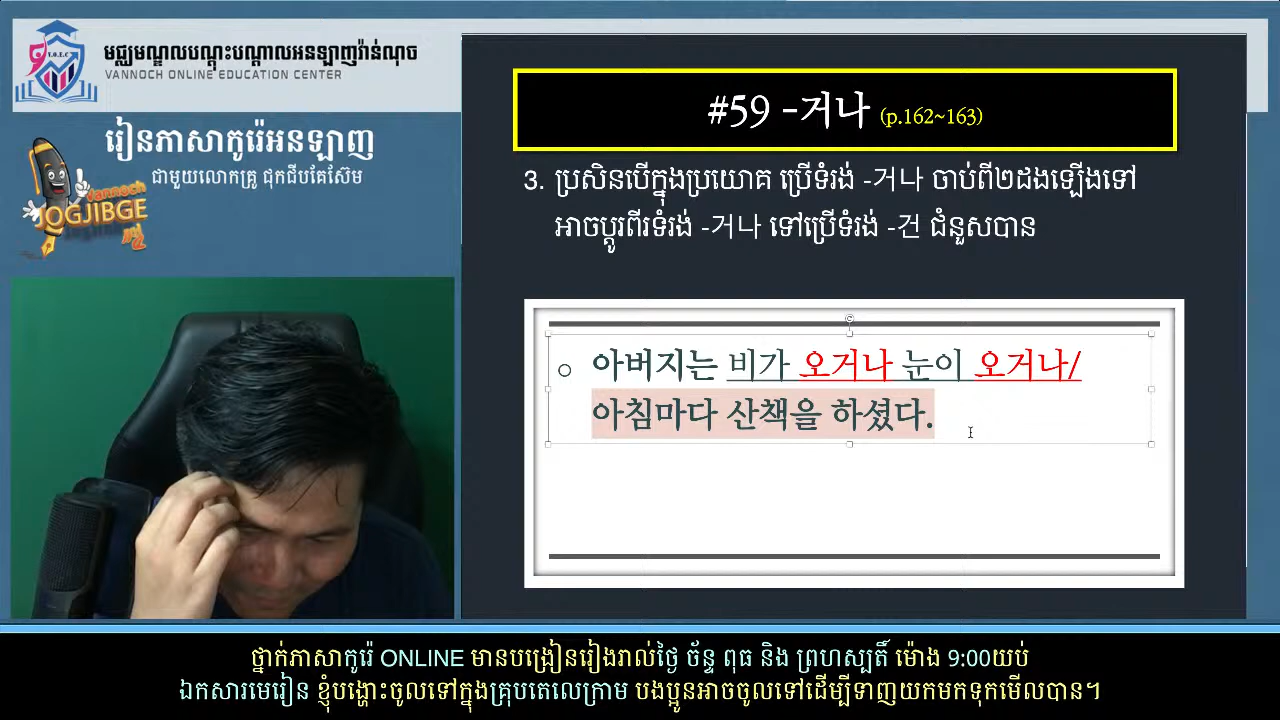 មជ្ឈមណ្ឌលបណ្តុះបណ្តាលអនឡាញវ៉ាន់ណុច
VANNOCH ONLINE EDUCATION CENTER
V.O.E.C
រៀនភាសាកូរ៉េអនឡាញ
ជាមួយលោកគ្រូ ជុកជីបគែស៊ែម
Vannoch
JOGJIBGE
#59 -거나 (p.162~163)
3. ប្រសិនបើក្នុងប្រយោគ ប្រើទំរង់ -거나 ចាប់ពី២ដងឡើងទៅ
អាចប្តូរពីរទំរង់ -거나 ទៅប្រើទំរង់ -건 ជំនួសបាន
아버지는 비가 오거나 눈이 오거나/
아침마다 산책을 하셨다.
ថ្នាក់ភាសាកូរ៉េ ONLINE មានបង្រៀនរៀងរាល់ថ្ងៃ ច័ន្ទ ពុធ និង ព្រហស្បតិ៍ ម៉ោង 9:00យប់
ឯកសារមេរៀន ខ្ញុំបង្ហោះចូលទៅក្នុងគ្រុបតេលេក្រាម បងប្អូនអាចចូលទៅដើម្បីទាញយកមកទុកមើលបាន។